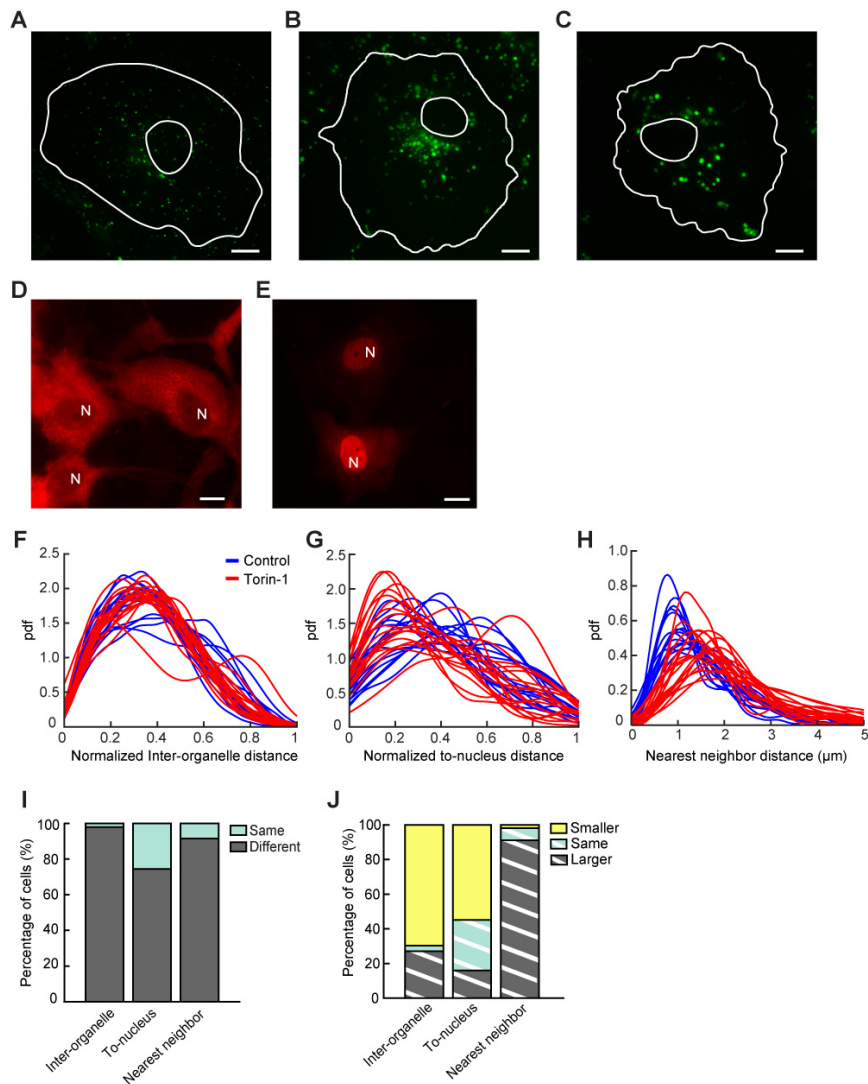 A
B
C
D
E
N
N
N
N
N
F
G
H
2.5
2.0
1.5
1.0
0.5
0
pdf
0
0.2
0.4
0.6
0.8
1
Normalized Inter-organelle distance
Control
Torin-1
2.5
2.0
1.5
1.0
0.5
0
pdf
0
0.2
0.4
0.6
0.8
1
Normalized to-nucleus distance
1.0
0.8
0.6
0.4
0.2
0
pdf
0
1
2
3
4
5
Nearest neighbor distance (µm)
I
100
80
60
40
20
0
Percentage of cells (%)
Inter-organelle
To-nucleus
Nearest neighbor
Same
Different
J
100
80
60
40
20
0
Percentage of cells (%)
Inter-organelle
To-nucleus
Nearest neighbor
Smaller
Same
Larger